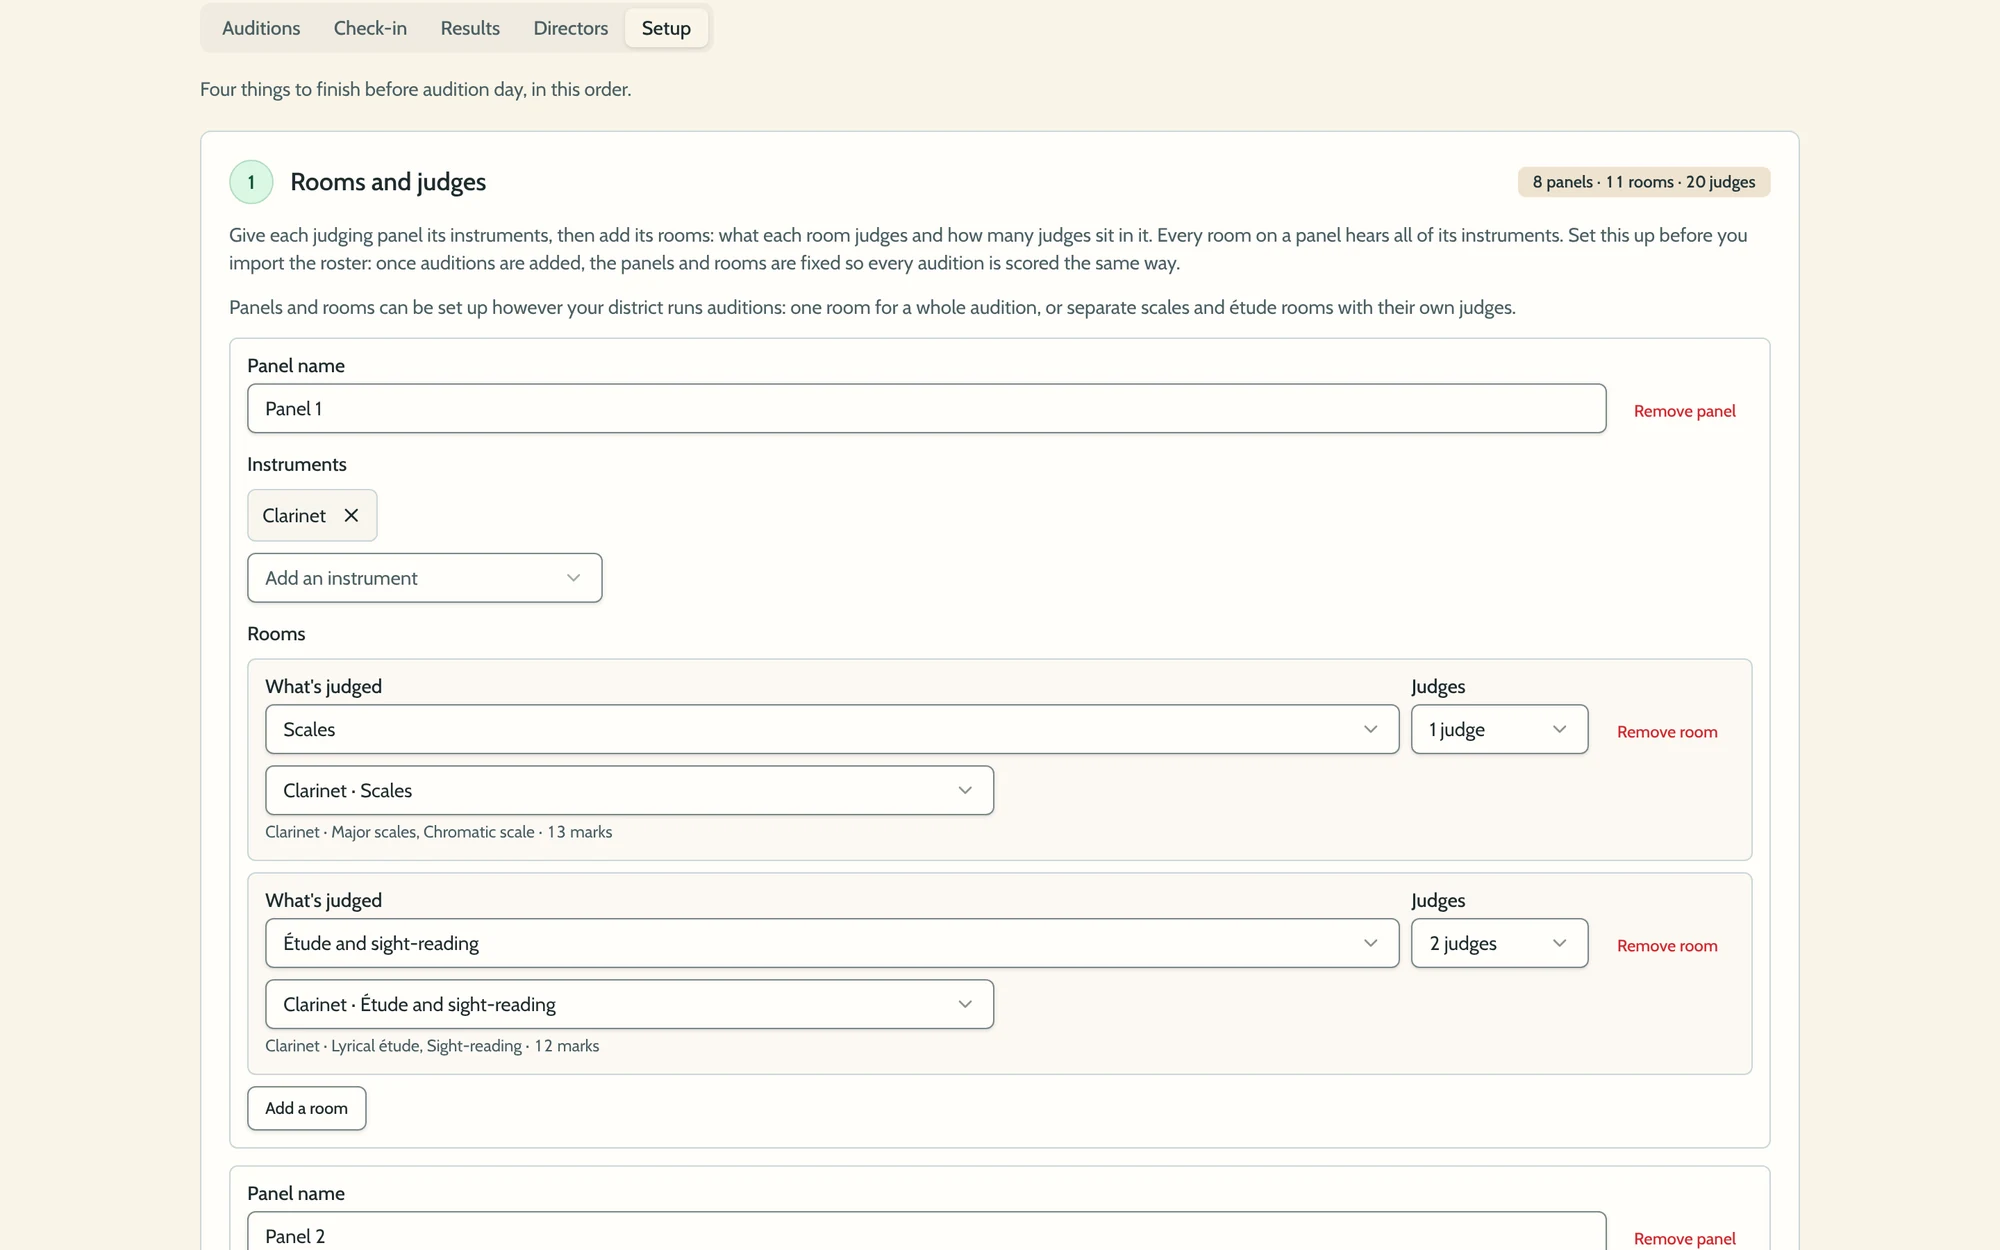 Auditions Check-in Results Directors Setup
Four things to finish before audition day, in this order.
1 Rooms and judges 8 panels · 11 rooms · 20 judges
Give each judging panel its instruments, then add its rooms: what each room judges and how many judges sit in it. Every room on a panel hears all of its instruments. Set this up before you
import the roster: once auditions are added, the panels and rooms are fixed so every audition is scored the same way.
Panels and rooms can be set up however your district runs auditions: one room for a whole audition, or separate scales and étude rooms with their own judges.
Panel name
Panel 1 Remove panel
Instruments
Clarinet
Add an instrument
Rooms
What's judged Judges
Scales 1 judge Remove room
Clarinet · Scales
Clarinet · Major scales, Chromatic scale · 13 marks
What's judged Judges
Étude and sight-reading 2 judges Remove room
Clarinet · Étude and sight-reading
Clarinet · Lyrical étude, Sight-reading · 12 marks
Add a room
Panel name
Panel 2 Remove panel